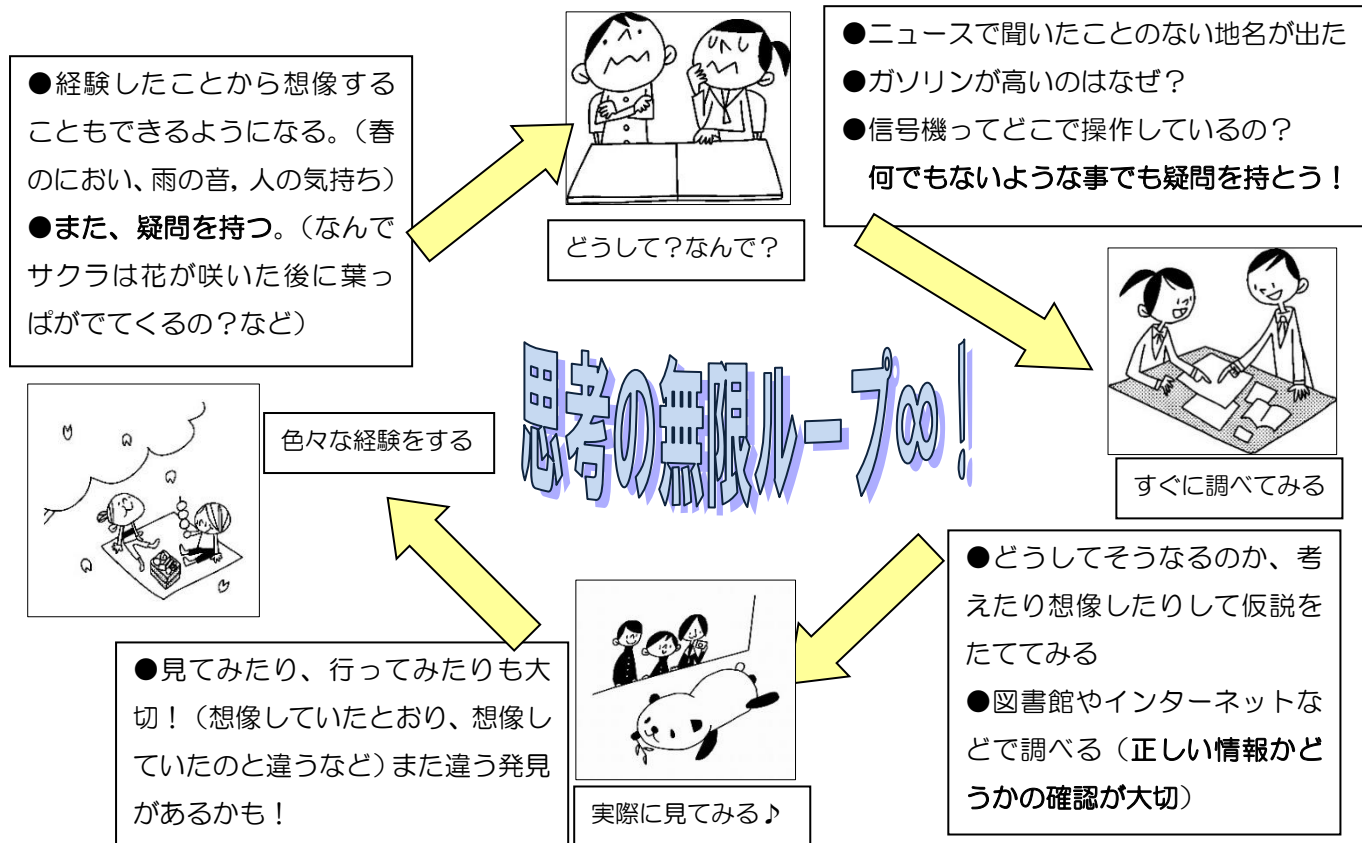 ●経験したことから想像する
こともできるようになる。（春
のにおい、雨の音，人の気持ち）
●また、疑問を持つ。（なんで
サクラは花が咲いた後に葉っ
ぱがでてくるの？など）
どうして？なんで？
●ニュースで聞いたことのない地名が出た
●ガソリンが高いのはなぜ？
●信号機ってどこで操作しているの？
何でもないような事でも疑問を持とう！
思考の無限ループ∞！
色々な経験をする
すぐに調べてみる
●どうしてそうなるのか、考
えたり想像したりして仮説を
たててみる
●図書館やインターネットな
どで調べる（正しい情報かど
うかの確認が大切）
●見てみたり、行ってみたりも大
切！（想像していたとおり、想像し
ていたのと違うなど）また違う発見
があるかも！
実際に見てみる♪